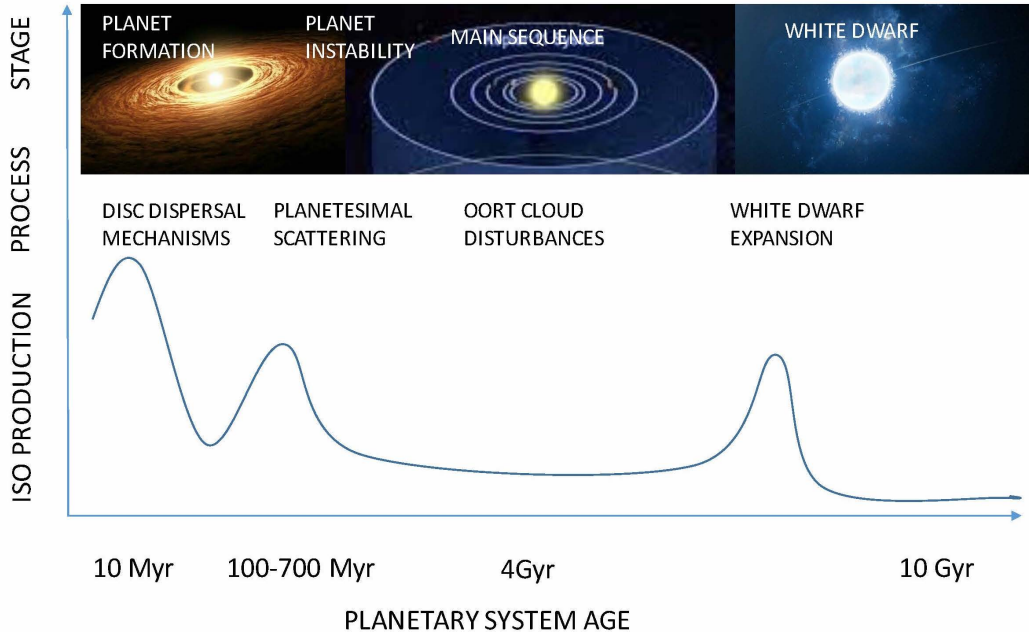 STAGE
PLANET
FORMATION
PLANET
INSTABILITY
MAIN SEQUENCE
WHITE DWARF
PROCESS
DISC DISPERSAL
MECHANISMS
PLANETESIMAL
SCATTERING
OORT CLOUD
DISTURBANCES
WHITE DWARF
EXPANSION
ISO PRODUCTION
10 Myr
100-700 Myr
4Gyr
10 Gyr
PLANETARY SYSTEM AGE